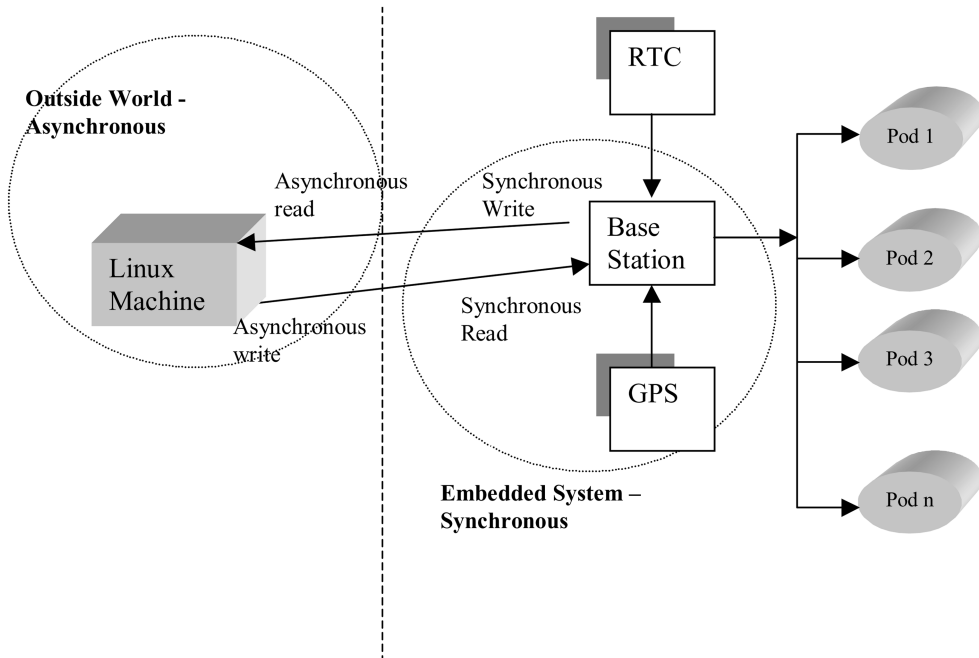 RTC
Outside World -
Asynchronous
Pod 1
Asynchronous
read
Synchronous
Write
Base
Station
Pod 2
Linux
Machine
Synchronous
Read
Asynchronous
write
Pod 3
GPS
Embedded System –
Synchronous
Pod n